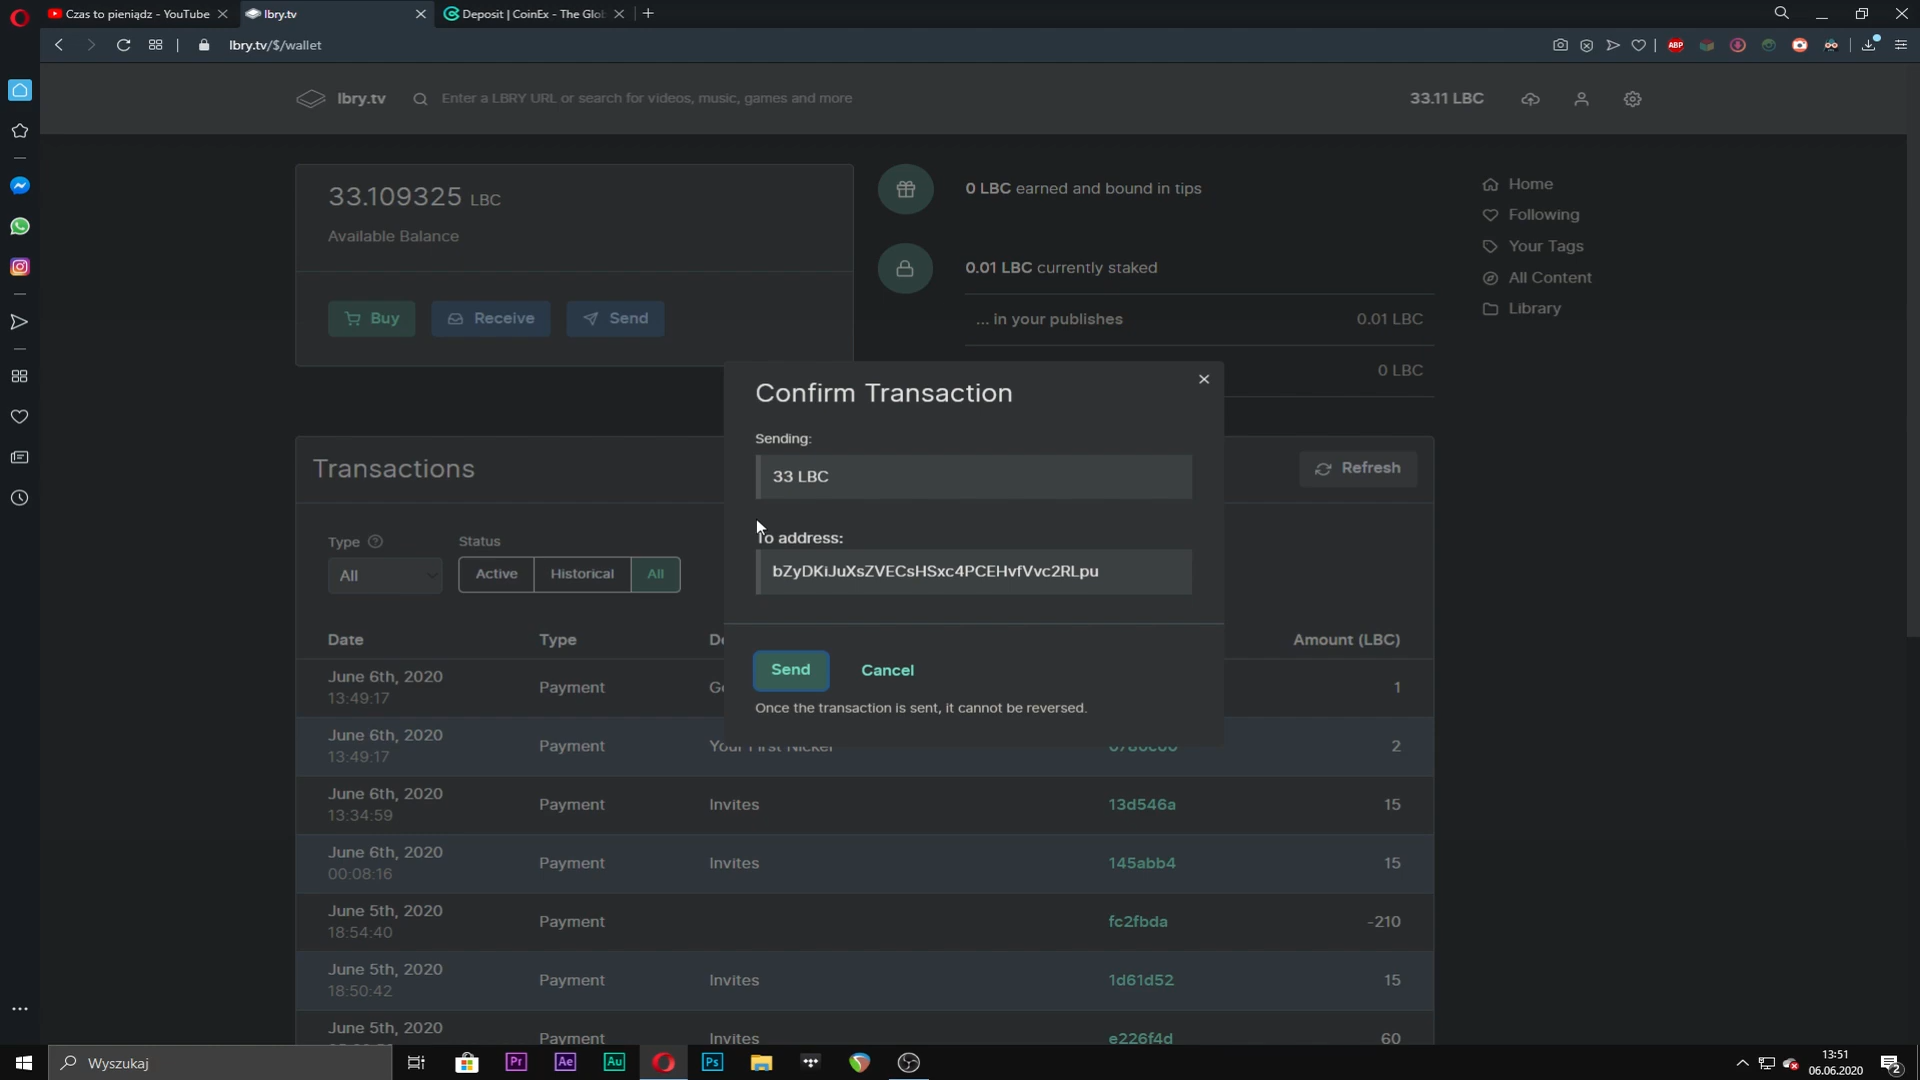 Czas to pieniądz - YouTube
lbry.tv
Deposit | CoinEx - The Glo
lbry.tv/$/wallet
ABP
lbry.tv
Enter a LBRY URL or search for videos, music, games and more
33.11 LBC
33.109325 LBC
Available Balance
Buy
Receive
Send
0 LBC earned and bound in tips
0.01 LBC currently staked
... in your publishes
0.01 LBC
0 LBC
Home
Following
Your Tags
All Content
Library
Confirm Transaction
Sending:
33 LBC
To address:
bZyDKiJuXsZVECsHSxc4PCEHvfVvc2RLpu
Send
Cancel
Once the transaction is sent, it cannot be reversed.
Transactions
Refresh
Type
Status
All
Active
Historical
All
Date
Type
Amount (LBC)
June 6th, 2020
13:49:17
Payment
1
June 6th, 2020
13:49:17
Payment
2
June 6th, 2020
13:34:59
Payment
Invites
13d546a
15
June 6th, 2020
00:08:16
Payment
Invites
145abb4
15
June 5th, 2020
18:54:40
Payment
fc2fbda
-210
June 5th, 2020
18:50:42
Payment
Invites
1d61d52
15
June 5th, 2020
Payment
Invites
e226f4d
60
Wyszukaj
Pr
Ae
Au
Ps
13:51
06.06.2020
2